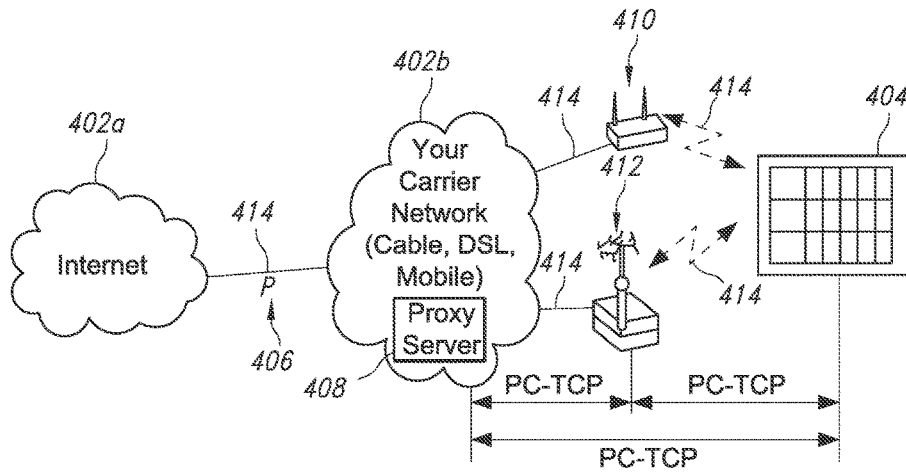 410
402b
414
414
404
402a
412
Your
Carrier
Network
(Cable, DSL,
Mobile)
414
Internet
P
414
414
Proxy
Server
406
408
PC-TCP
PC-TCP
PC-TCP